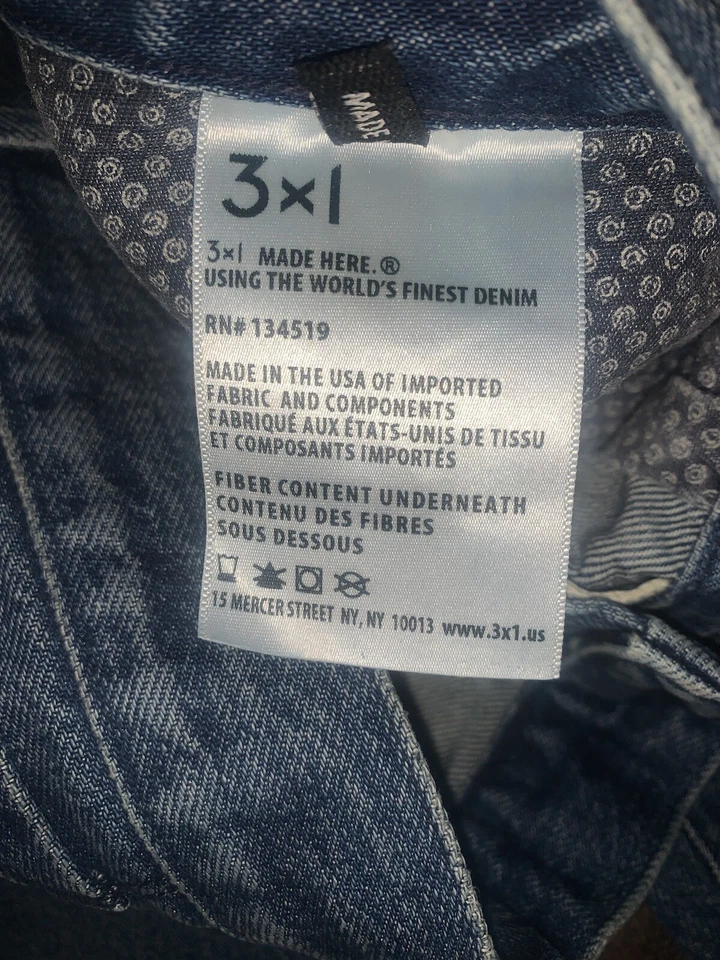 MADE
3×1
3×1 MADE HERE.®
USING THE WORLD'S FINEST DENIM
RN# 134519
MADE IN THE USA OF IMPORTED
FABRIC AND COMPONENTS
FABRIQUÉ AUX ÉTATS-UNIS DE TISSU
ET COMPOSANTS IMPORTÉS
FIBER CONTENT UNDERNEATH
CONTENU DES FIBRES
SOUS DESSOUS
15 MERCER STREET NY, NY 10013 www.3x1.us